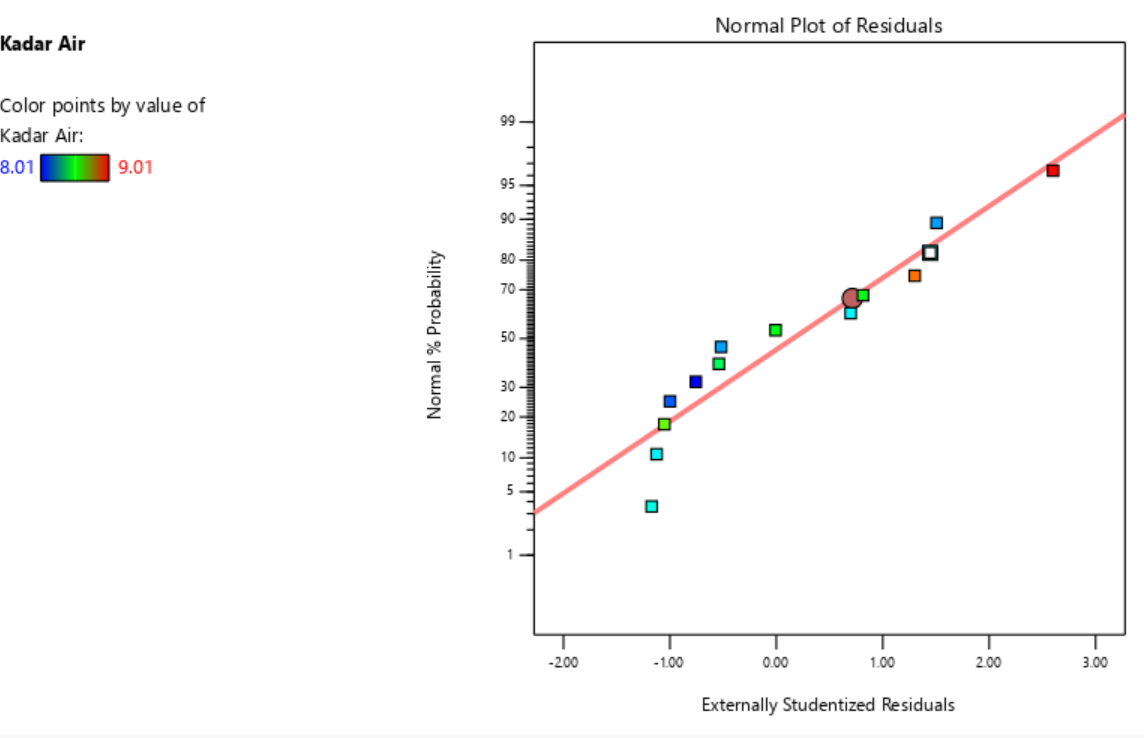 Kadar Air
Color points by value of
Kadar Air:
8.01 9.01
Normal Plot of Residuals
Normal % Probability
99
95
90
80
70
50
30
20
10
5
1
-2.00 -1.00 0.00 1.00 2.00 3.00
Externally Studentized Residuals